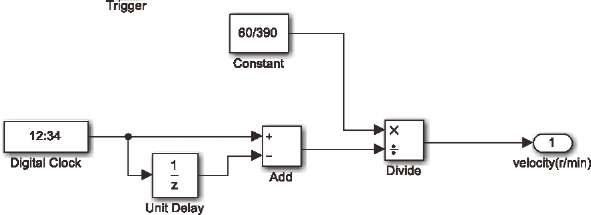 Trigger
60/390
Constant
12:34
Digital Clock
1
z
Unit Delay
+
−
Add
×
÷
Divide
1
velocity(r/min)